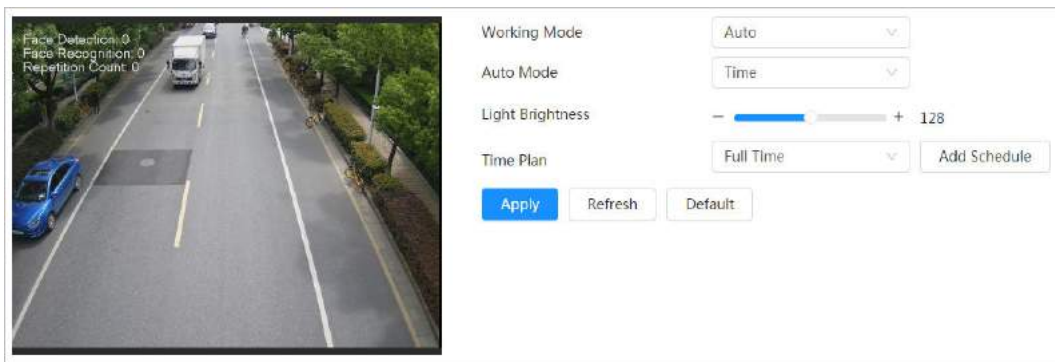 Face Detection: 0
Face Recognition: 0
Repetition Count: 0
Working Mode Auto
Auto Mode Time
Light Brightness − + 128
Time Plan Full Time Add Schedule
Apply Refresh Default